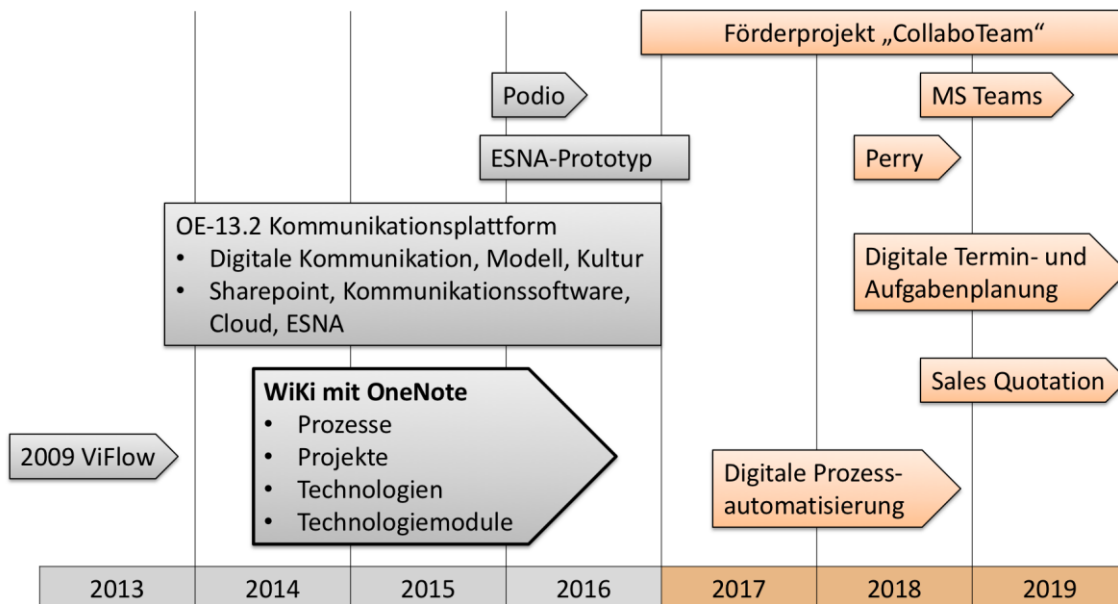 Förderprojekt „CollaboTeam“
Podio
MS Teams
ESNA-Prototyp
Perry
OE-13.2 Kommunikationsplattform
• Digitale Kommunikation, Modell, Kultur
• Sharepoint, Kommunikationssoftware,
Cloud, ESNA
Digitale Termin- und
Aufgabenplanung
WiKi mit OneNote
• Prozesse
• Projekte
• Technologien
• Technologiemodule
Sales Quotation
2009 ViFlow
Digitale Prozess-
automatisierung
2013
2014
2015
2016
2017
2018
2019